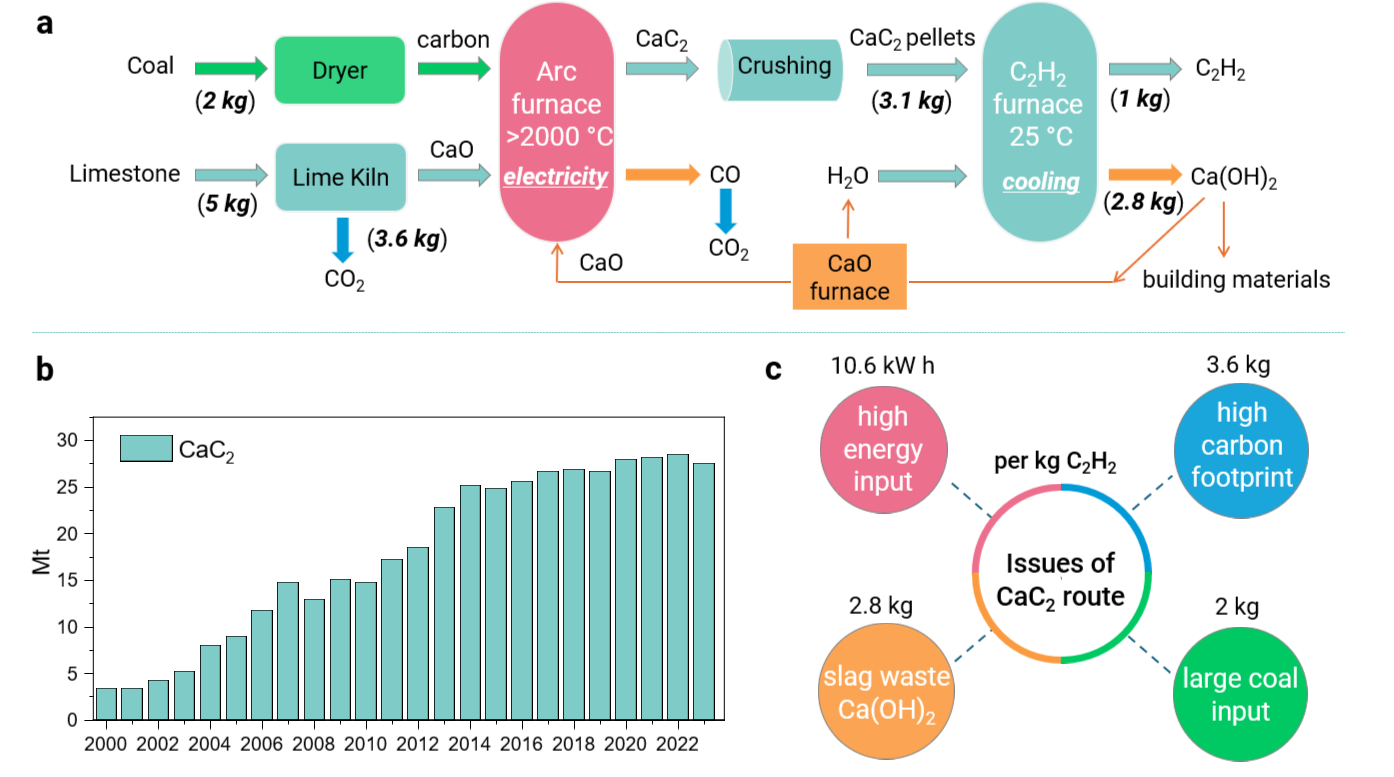 a
Coal
(2 kg)
Dryer
carbon
Arc
furnace
>2000 °C
electricity
CaC₂
Crushing
CaC₂ pellets
(3.1 kg)
C₂H₂
furnace
25 °C
cooling
C₂H₂
(1 kg)
Limestone
(5 kg)
Lime Kiln
CaO
(3.6 kg)
CO₂
CO
CO₂
H₂O
Ca(OH)₂
(2.8 kg)
CaO
CaO
furnace
building materials
b
Mt
30
25
20
15
10
5
0
CaC₂
2000 2002 2004 2006 2008 2010 2012 2014 2016 2018 2020 2022
c
10.6 kW h
high
energy
input
3.6 kg
high
carbon
footprint
per kg C₂H₂
Issues of
CaC₂ route
2.8 kg
slag waste
Ca(OH)₂
2 kg
large coal
input